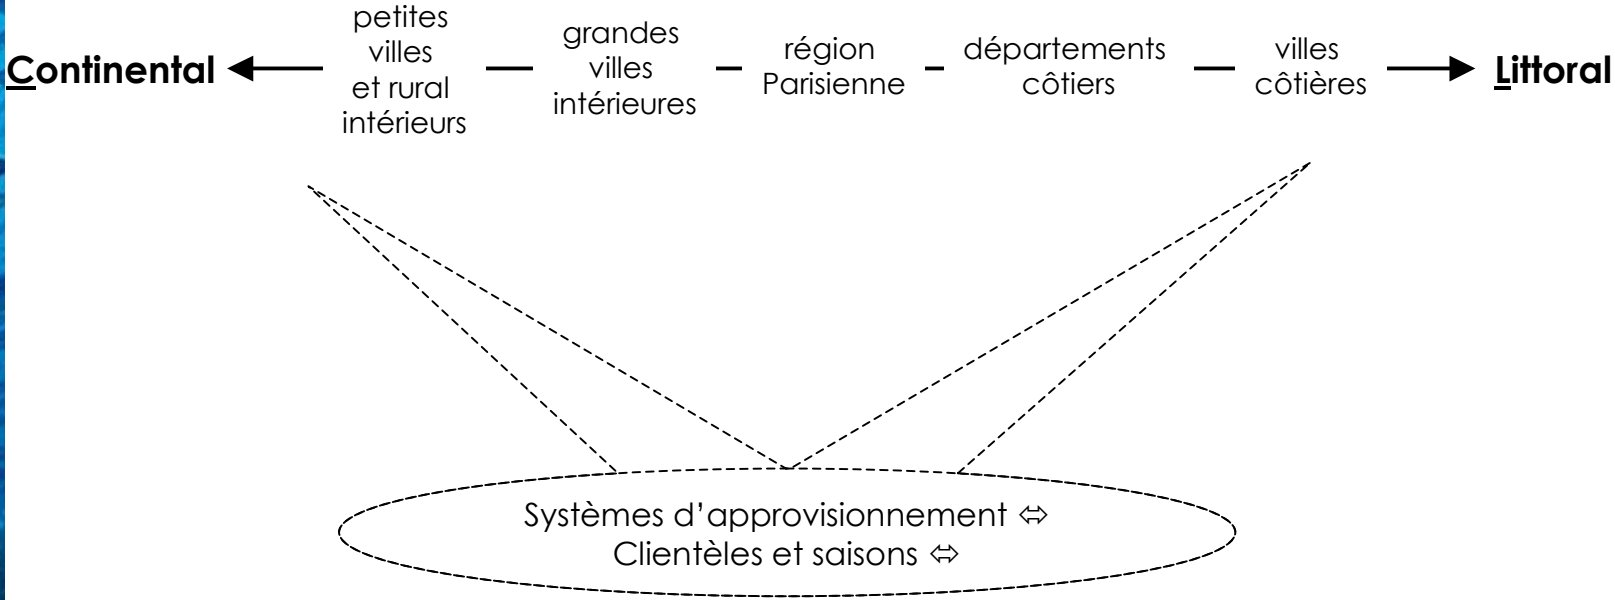 Continental
petites
villes
et rural
intérieurs
grandes
villes
intérieures
région
Parisienne
départements
côtiers
villes
côtières
Littoral
Systèmes d’approvisionnement ⬄
Clientèles et saisons ⬄